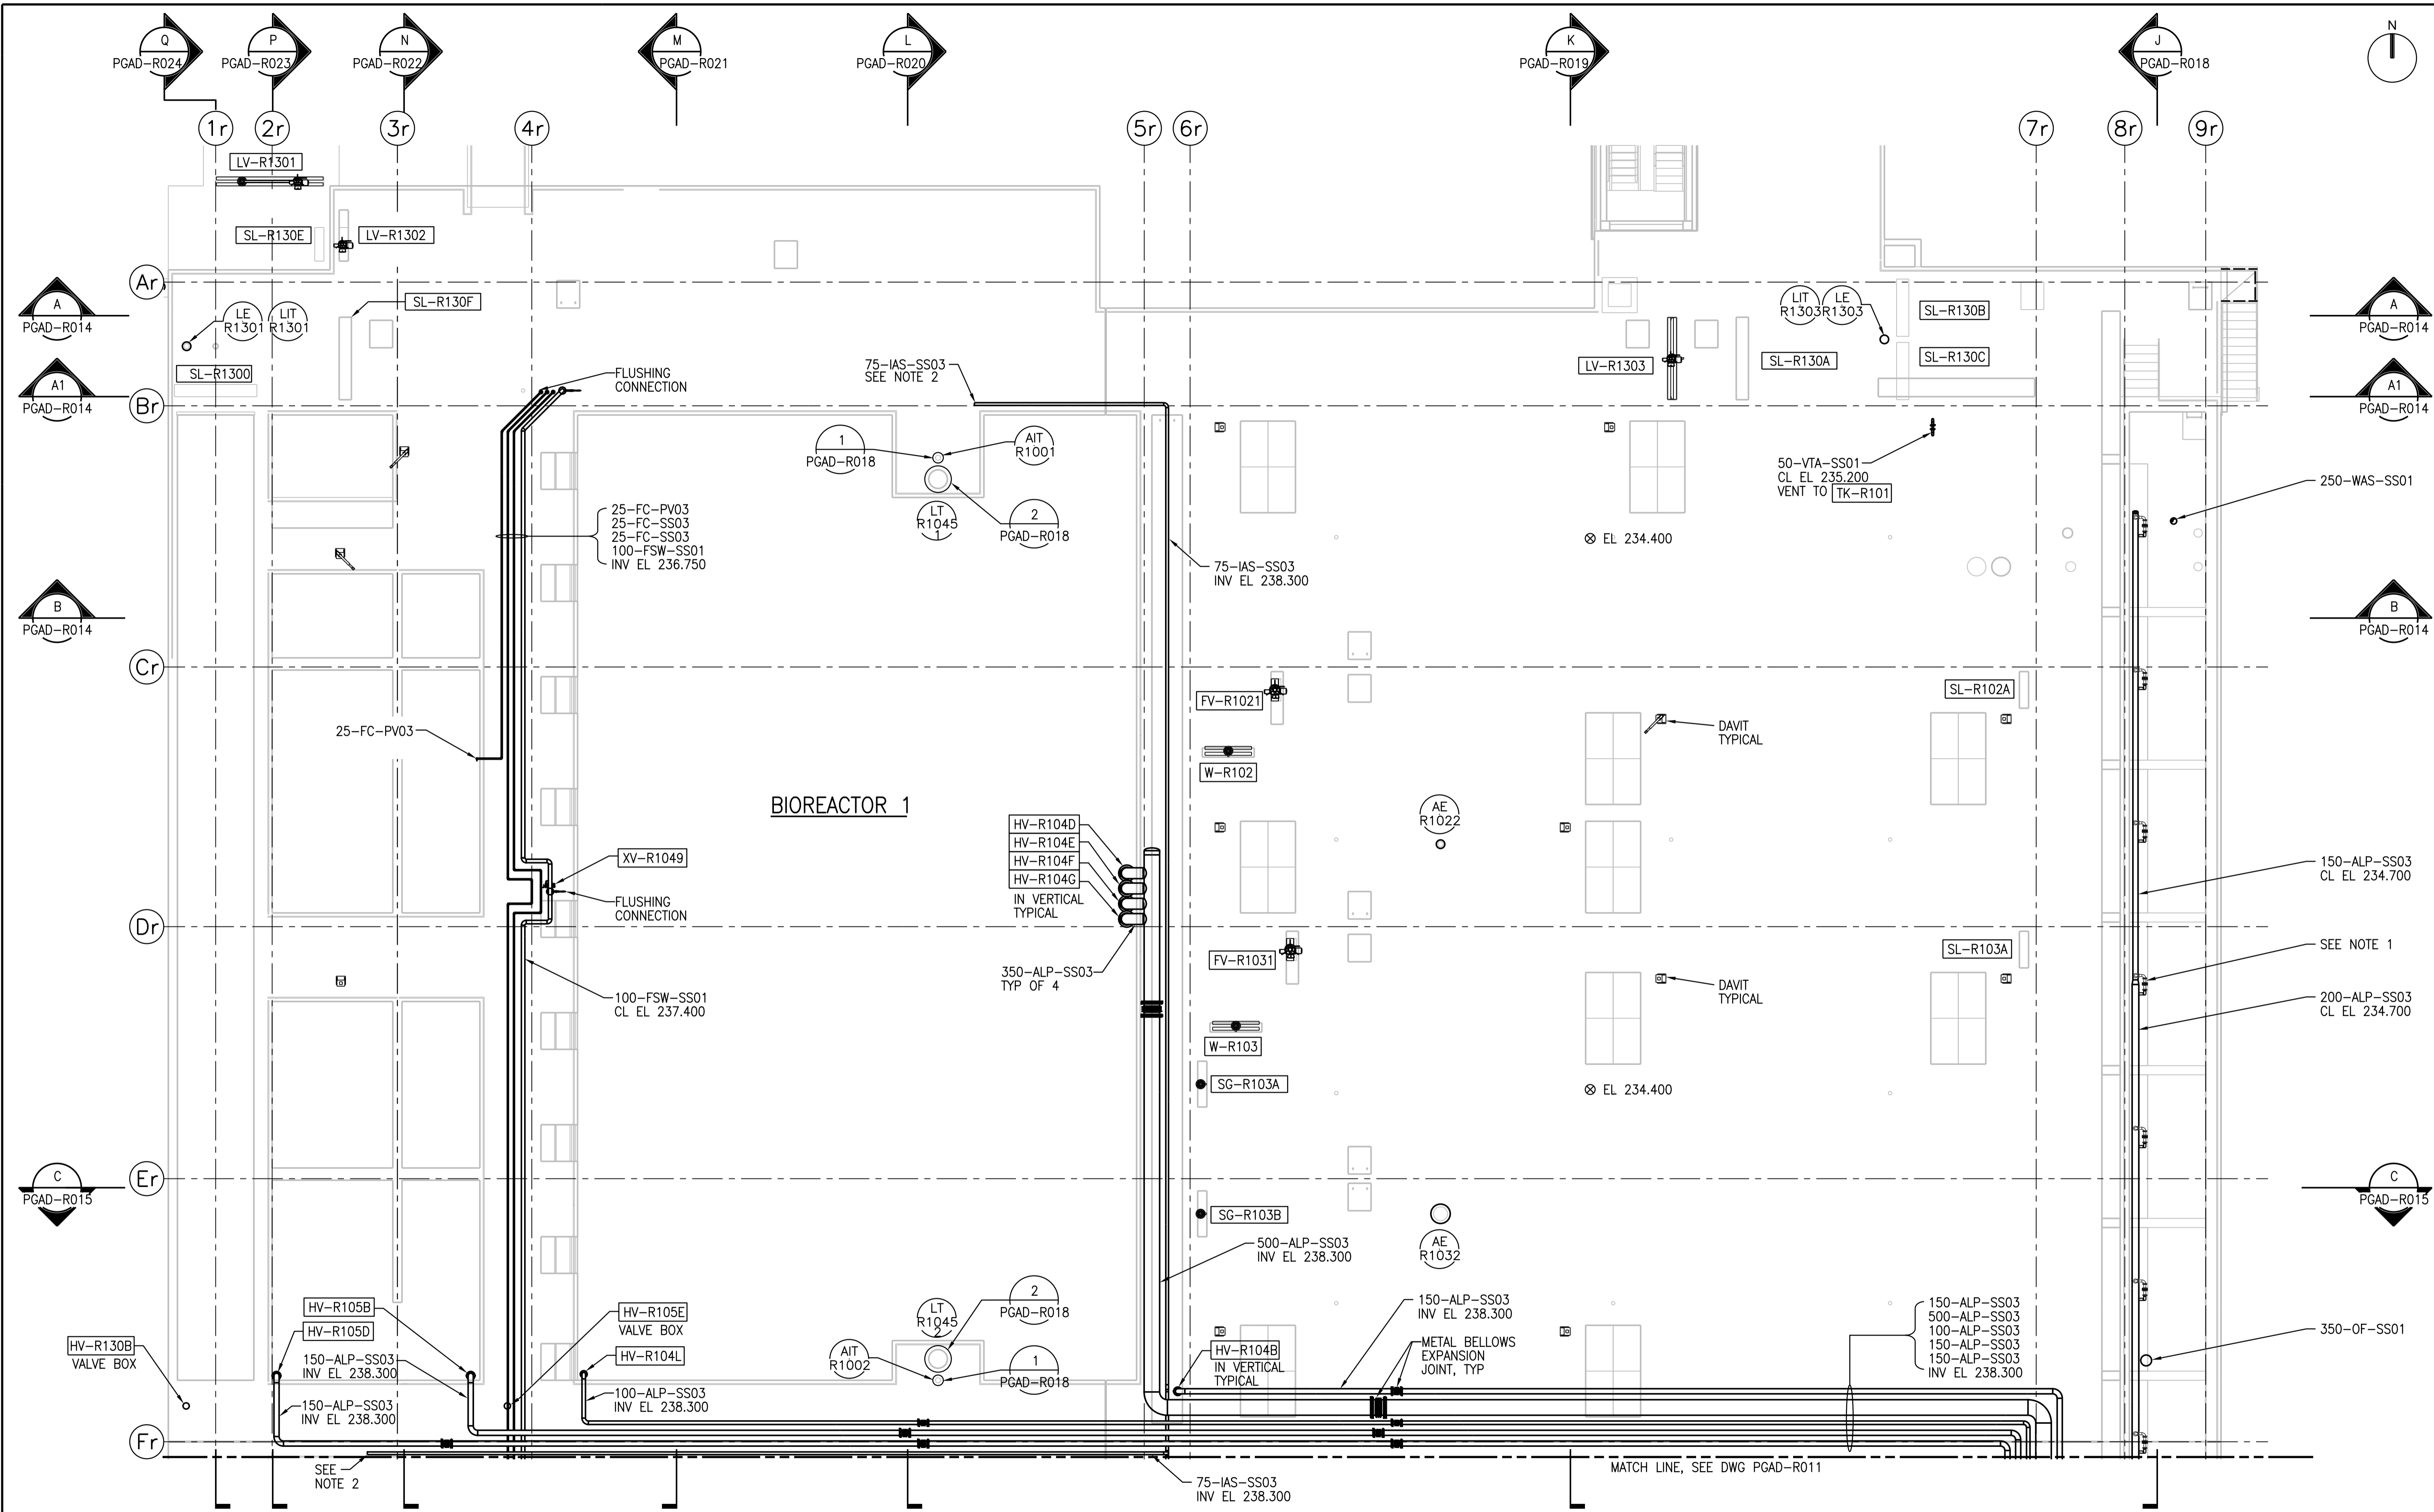 Q
PGAD-R024
P
PGAD-R023
N
PGAD-R022
M
PGAD-R021
L
PGAD-R020
K
PGAD-R019
J
PGAD-R018
N
1r
2r
3r
4r
5r
6r
7r
8r
9r
LV-R1301
SL-R130E
LV-R1302
Ar
A
PGAD-R014
LE
R1301
LIT
R1301
SL-R130F
LIT
R1303
LE
R1303
SL-R130B
A
PGAD-R014
SL-R1300
LV-R1303
SL-R130A
SL-R130C
A1
PGAD-R014
A1
PGAD-R014
Br
FLUSHING
CONNECTION
75-IAS-SS03
SEE NOTE 2
1
PGAD-R018
AIT
R1001
LT
R1045
1
2
PGAD-R018
50-VTA-SS01
CL EL 235.200
VENT TO TK-R101
250-WAS-SS01
25-FC-PV03
25-FC-SS03
25-FC-SS03
100-FSW-SS01
INV EL 236.750
EL 234.400
75-IAS-SS03
INV EL 238.300
B
PGAD-R014
B
PGAD-R014
Cr
FV-R1021
SL-R102A
25-FC-PV03
DAVIT
TYPICAL
W-R102
BIOREACTOR 1
AE
R1022
HV-R104D
HV-R104E
HV-R104F
HV-R104G
IN VERTICAL
TYPICAL
XV-R1049
150-ALP-SS03
CL EL 234.700
FLUSHING
CONNECTION
Dr
SEE NOTE 1
FV-R1031
SL-R103A
350-ALP-SS03
TYP OF 4
DAVIT
TYPICAL
100-FSW-SS01
CL EL 237.400
200-ALP-SS03
CL EL 234.700
W-R103
SG-R103A
EL 234.400
Er
C
PGAD-R015
C
PGAD-R015
SG-R103B
AE
R1032
500-ALP-SS03
INV EL 238.300
HV-R105B
HV-R105D
HV-R105E
VALVE BOX
LT
R1045
2
2
PGAD-R018
150-ALP-SS03
INV EL 238.300
150-ALP-SS03
500-ALP-SS03
100-ALP-SS03
150-ALP-SS03
150-ALP-SS03
INV EL 238.300
350-OF-SS01
HV-R130B
VALVE BOX
150-ALP-SS03
INV EL 238.300
HV-R104L
AIT
R1002
1
PGAD-R018
HV-R104B
IN VERTICAL
TYPICAL
METAL BELLOWS
EXPANSION
JOINT, TYP
150-ALP-SS03
INV EL 238.300
100-ALP-SS03
INV EL 238.300
Fr
SEE
NOTE 2
75-IAS-SS03
INV EL 238.300
MATCH LINE, SEE DWG PGAD-R011